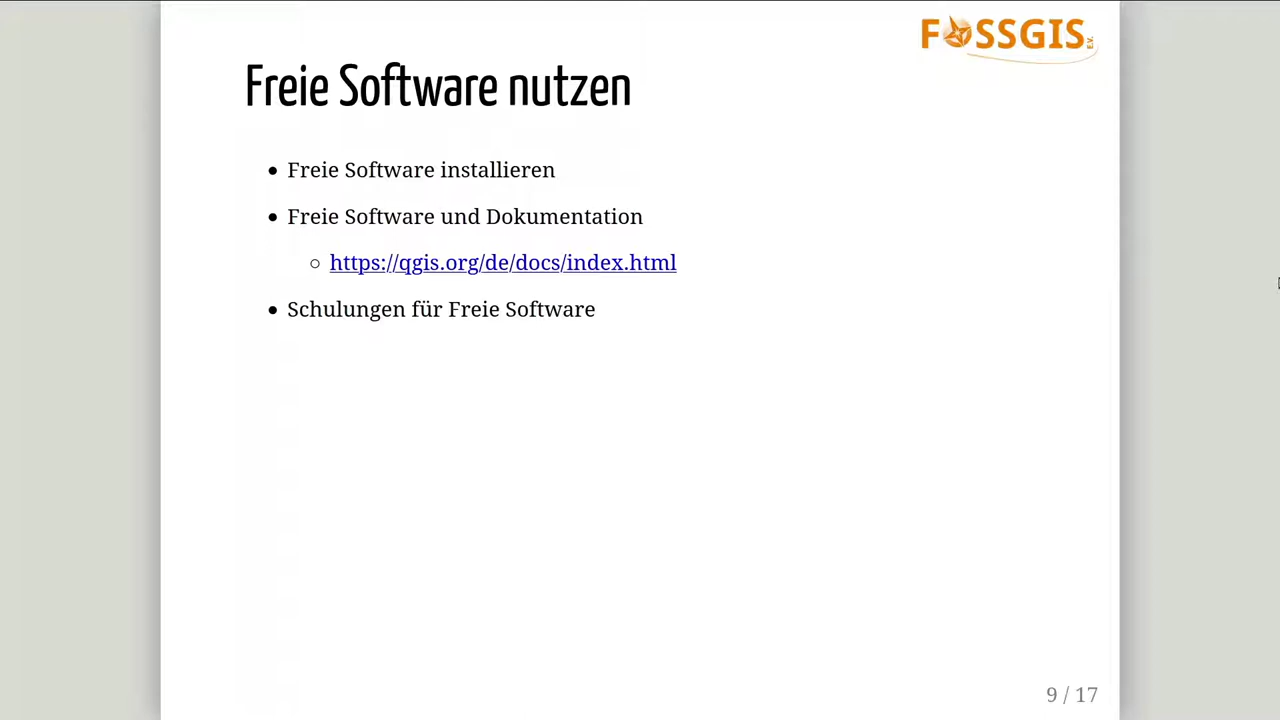 FOSSGIS e.V.
Freie Software nutzen
Freie Software installieren
Freie Software und Dokumentation
https://qgis.org/de/docs/index.html
Schulungen für Freie Software
9 / 17